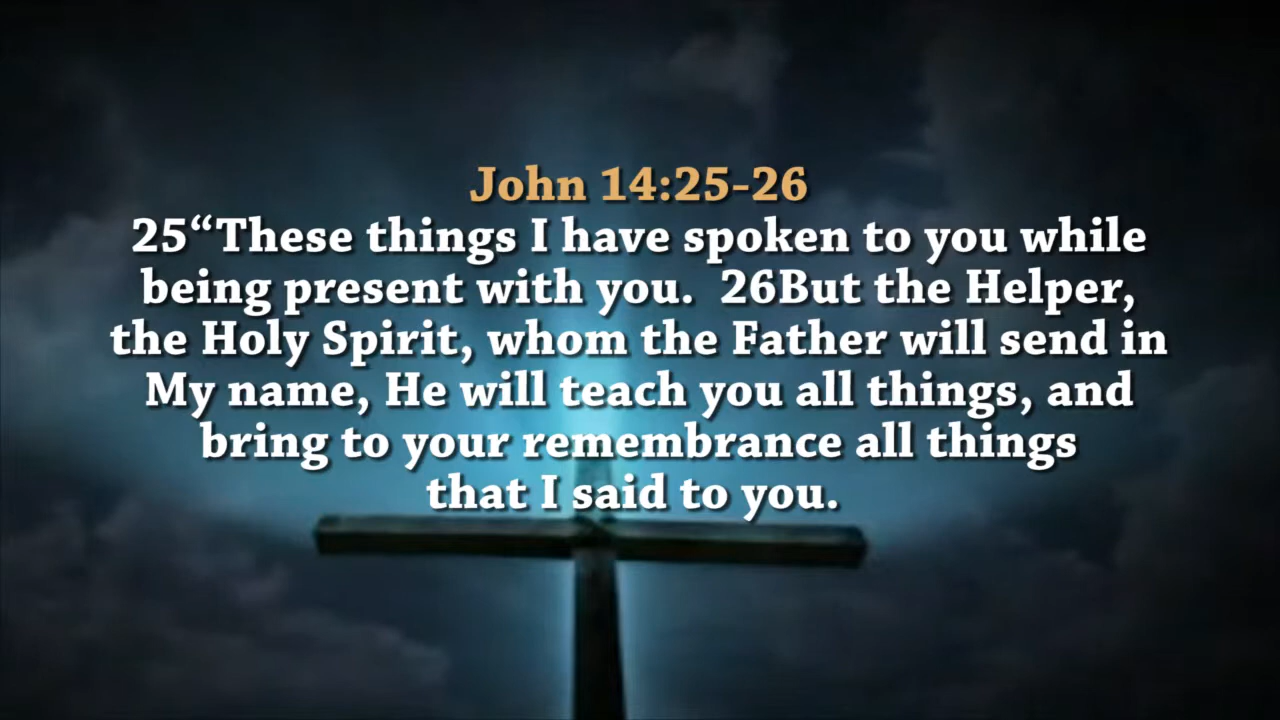 John 14:25-26
25“These things I have spoken to you while
being present with you.  26But the Helper,
the Holy Spirit, whom the Father will send in
My name, He will teach you all things, and
bring to your remembrance all things
that I said to you.